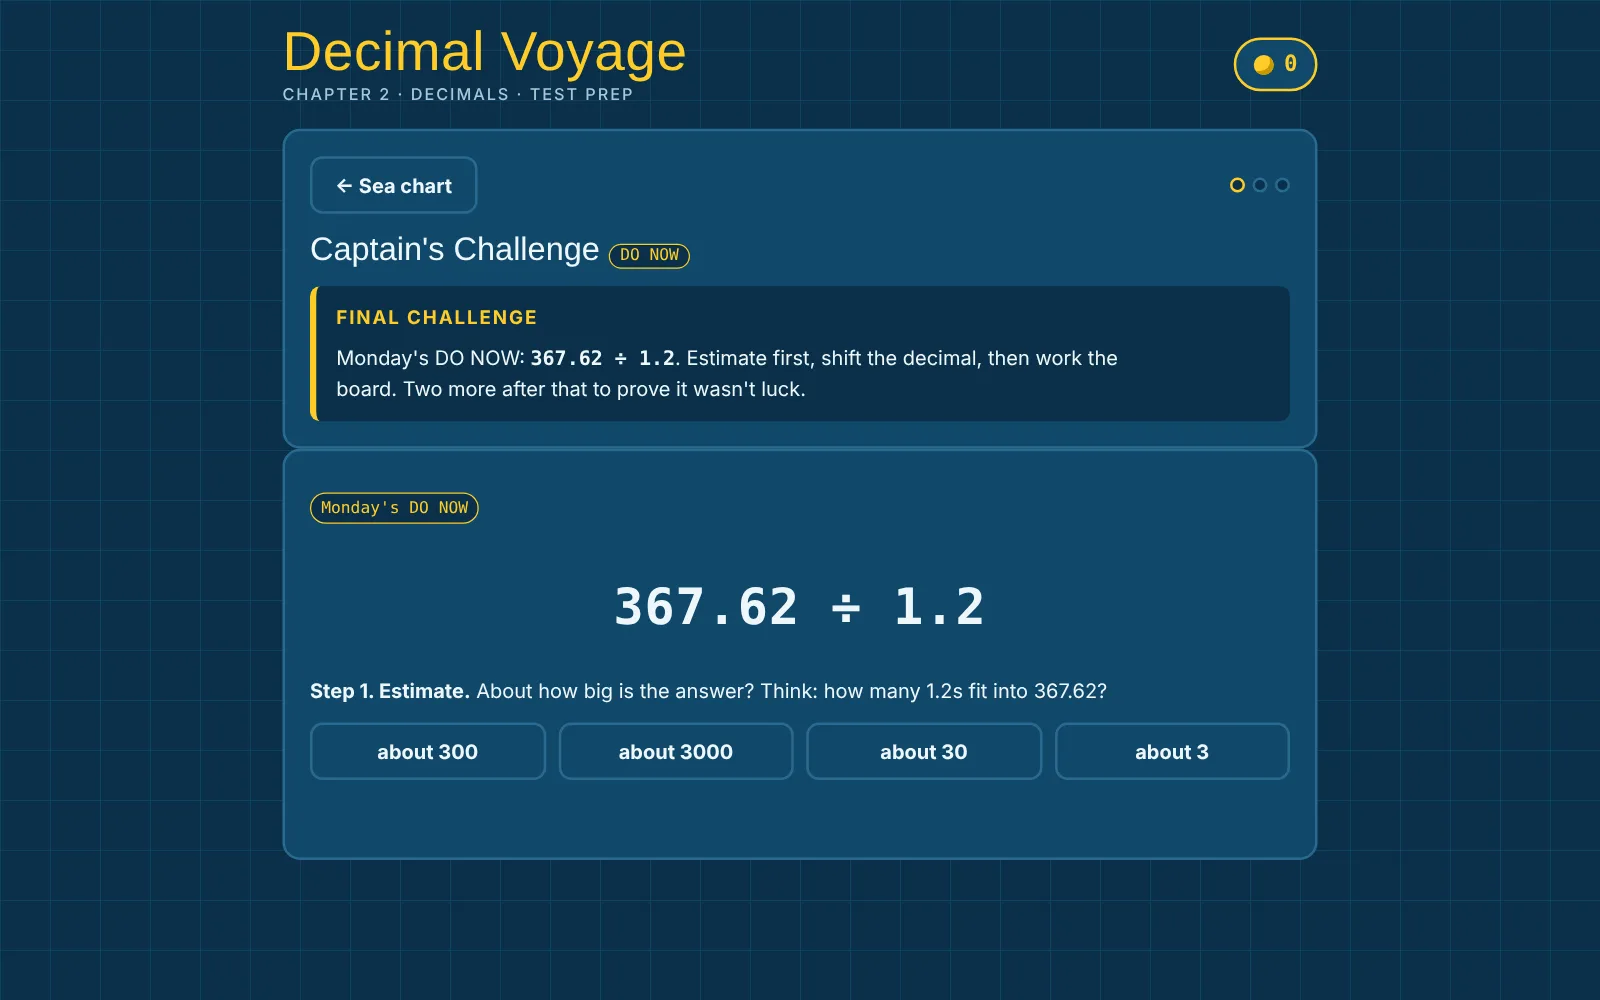 Decimal Voyage
CHAPTER 2 · DECIMALS · TEST PREP
0
← Sea chart
Captain's Challenge DO NOW
FINAL CHALLENGE
Monday's DO NOW: 367.62 ÷ 1.2. Estimate first, shift the decimal, then work the
board. Two more after that to prove it wasn't luck.
Monday's DO NOW
367.62 ÷ 1.2
Step 1. Estimate. About how big is the answer? Think: how many 1.2s fit into 367.62?
about 300 about 3000 about 30 about 3